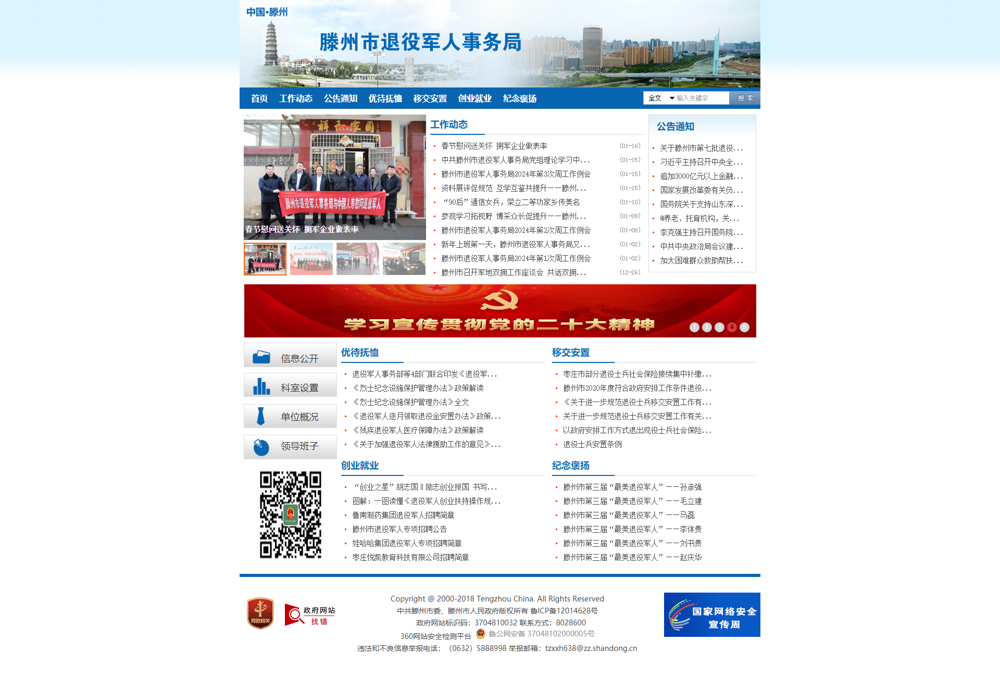 中国·滕州
滕州市退役军人事务局
首页 工作动态 公告通知 优待抚恤 移交安置 创业就业 纪念褒扬
全文 输入关键字 搜 索
祥和家园
滕州市退役军人事务局与中国人寿慰问退役军人
春节慰问送关怀 拥军企业做表率
工作动态
春节慰问送关怀 拥军企业做表率 (01-16)
中共滕州市退役军人事务局党组理论学习中... (01-15)
滕州市退役军人事务局2024年第3次周工作例会 (01-15)
资料展评促规范 互学互鉴共提升——滕州... (01-15)
“90后”通信女兵，荣立二等功家乡传美名 (01-10)
参观学习拓视野 博采众长促提升——滕州... (01-09)
滕州市退役军人事务局2024年第2次周工作例会 (01-08)
新年上班第一天，滕州市退役军人事务局又... (01-02)
滕州市退役军人事务局2024年第1次周工作例会 (01-02)
滕州市召开军地双拥工作座谈会 共话双拥... (12-26)
公告通知
关于滕州市第七批退役...
习近平主持召开中央全...
追加3000亿元以上金融...
国家发展改革委有关负...
国务院关于支持山东深...
@养老、托育机构，关...
李克强主持召开国务院...
中共中央政治局会议建...
加大困难群众救助帮扶...
学习宣传贯彻党的二十大精神
1 2 3 4 5
信息公开
科室设置
单位概况
领导班子
优待抚恤
退役军人事务部等4部门联合印发《退役军...
《烈士纪念设施保护管理办法》政策解读
《烈士纪念设施保护管理办法》全文
《退役军人逐月领取退役金安置办法》政策...
《残疾退役军人医疗保障办法》政策解读
《关于加强退役军人法律援助工作的意见》...
移交安置
枣庄市部分退役士兵社会保险接续集中补缴...
滕州市2020年度符合政府安排工作条件退役...
《关于进一步规范退役士兵移交安置工作有...
关于进一步规范退役士兵移交安置工作有关...
以政府安排工作方式退出现役士兵社会保险...
退役士兵安置条例
创业就业
“创业之星”胡志国‖励志创业报国 书写...
图解：一图读懂《退役军人创业扶持操作规...
鲁南制药集团退役军人招聘简章
滕州市退役军人专项招聘公告
娃哈哈集团退役军人专项招聘简章
枣庄悦凯教育科技有限公司招聘简章
纪念褒扬
滕州市第三届“最美退役军人”——孙彦强
滕州市第三届“最美退役军人”——毛立建
滕州市第三届“最美退役军人”——马磊
滕州市第三届“最美退役军人”——李体贵
滕州市第三届“最美退役军人”——刘书贵
滕州市第三届“最美退役军人”——赵庆华
党政机关
政府网站
找错
Copyright @ 2000-2018 Tengzhou China. All Rights Reserved
中共滕州市委、滕州市人民政府版权所有 鲁ICP备12014628号
政府网站标识码：3704810032 联系方式：8028600
360网站安全检测平台 鲁公网安备 37048102000005号
违法和不良信息举报电话：（0632）5888998 举报邮箱：tzxxh638@zz.shandong.cn
国家网络安全
宣传周